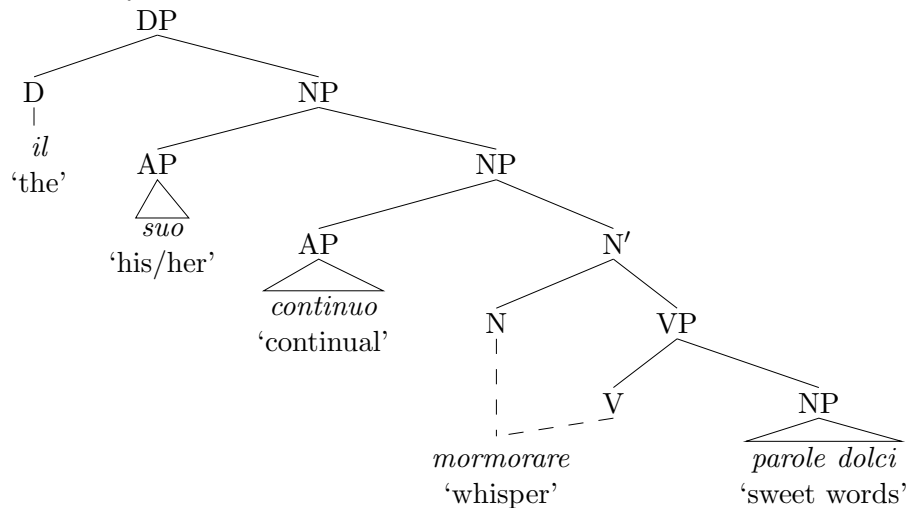 DP
D NP
il
‘the’
AP NP
suo
‘his/her’
AP N′
continuo
‘continual’
N VP
V NP
mormorare
‘whisper’
parole dolci
‘sweet words’